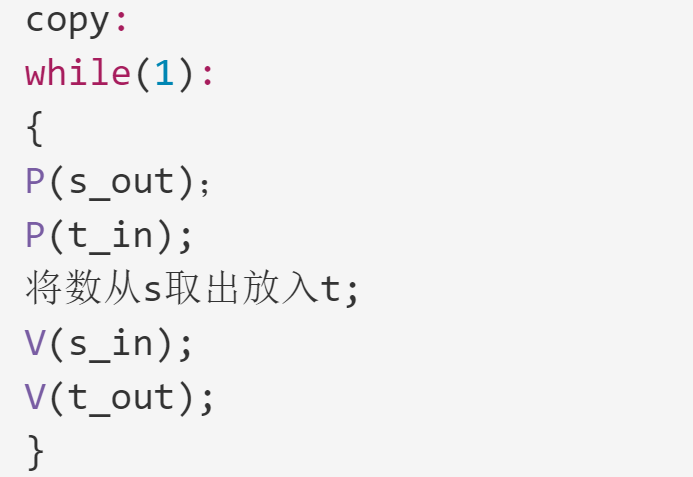 copy:
while(1):
{
P(s_out);
P(t_in);
将数从s取出放入t;
V(s_in);
V(t_out);
}